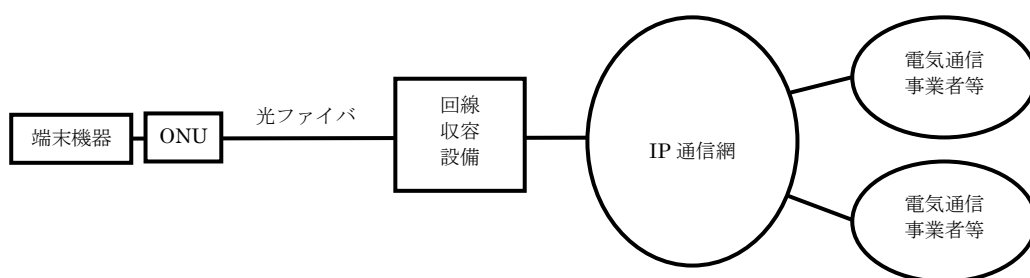 端末機器
ONU
光ファイバ
回線
収容
設備
IP 通信網
電気通信
事業者等
電気通信
事業者等